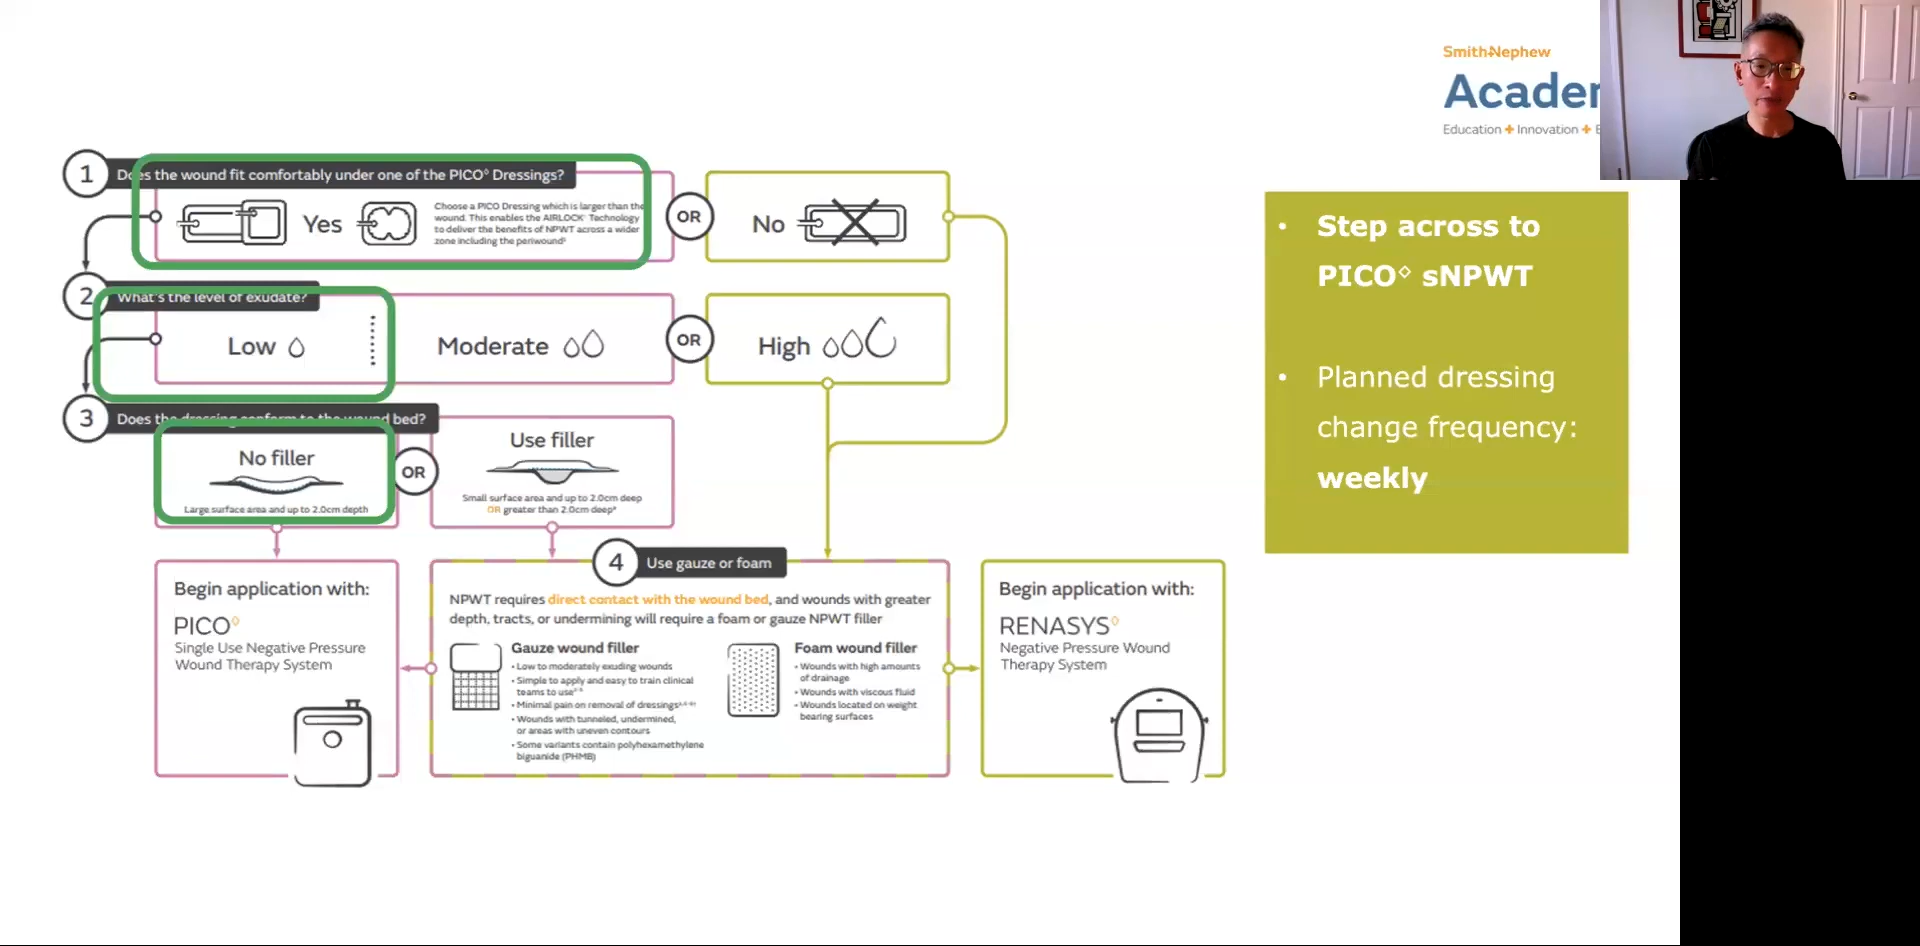 Smith+Nephew
Academ
Education + Innovation + E
1
Does the wound fit comfortably under one of the PICO◊ Dressings?
Yes
Choose a PICO Dressing which is larger than the
wound. This enables the AIRLOCK◊ Technology
to deliver the benefits of NPWT across a wider
zone including the periwound
OR
No
2
What's the level of exudate?
Low
Moderate
OR
High
3
Does the dressing conform to the wound bed?
No filler
Large surface area and up to 2.0cm depth
OR
Use filler
Small surface area and up to 2.0cm deep
OR greater than 2.0cm deep
4
Use gauze or foam
NPWT requires direct contact with the wound bed, and wounds with greater
depth, tracts, or undermining will require a foam or gauze NPWT filler
Gauze wound filler
• Low to moderately exuding wounds
• Simple to apply and easy to train clinical
teams to use
• Minimal pain on removal of dressings
• Wounds with tunneled, undermined,
or areas with uneven contours
• Some variants contain polyhexamethylene
biguanide (PHMB)
Foam wound filler
• Wounds with high amounts
of drainage
• Wounds with viscous fluid
• Wounds located on weight
bearing surfaces
Begin application with:
PICO◊
Single Use Negative Pressure
Wound Therapy System
Begin application with:
RENASYS◊
Negative Pressure Wound
Therapy System
• Step across to
PICO◊ sNPWT
• Planned dressing
change frequency:
weekly